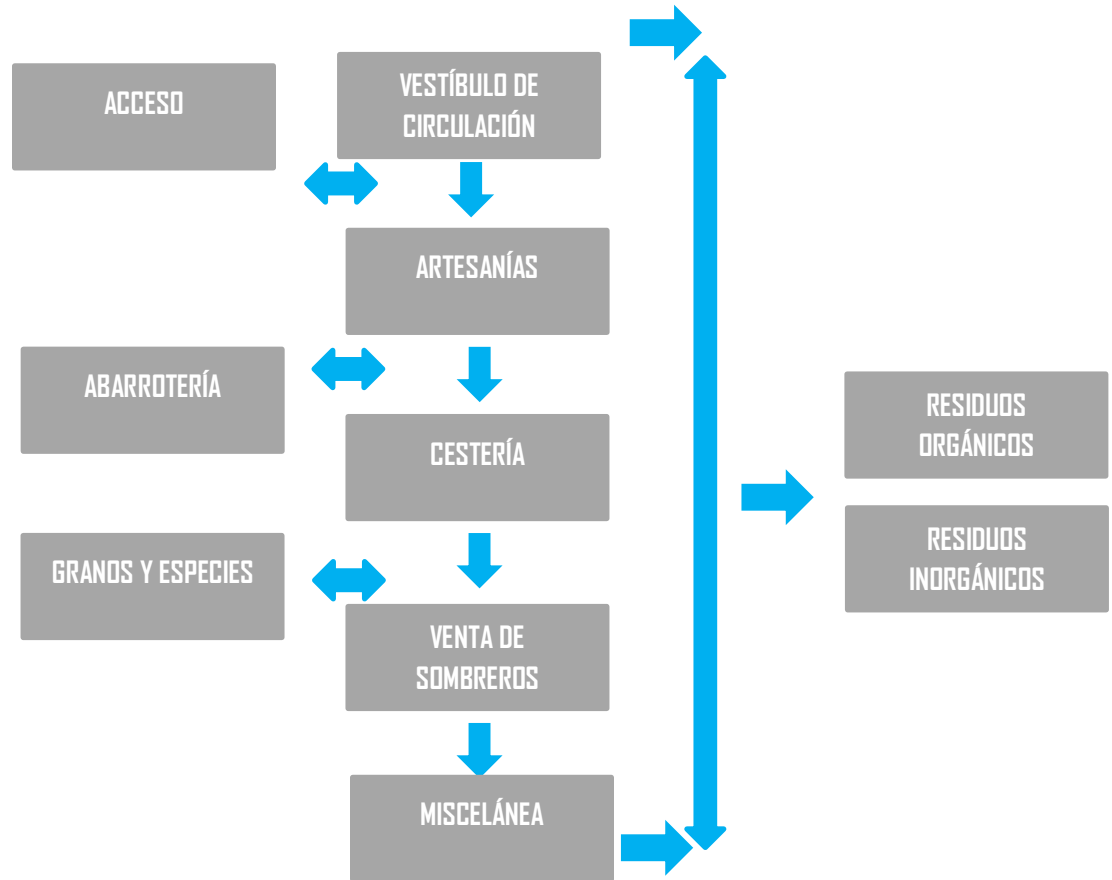 ACCESO
VESTÍBULO DE
CIRCULACIÓN
ARTESANÍAS
ABARROTERÍA
CESTERÍA
RESIDUOS
ORGÁNICOS
GRANOS Y ESPECIES
RESIDUOS
INORGÁNICOS
VENTA DE
SOMBREROS
MISCELÁNEA